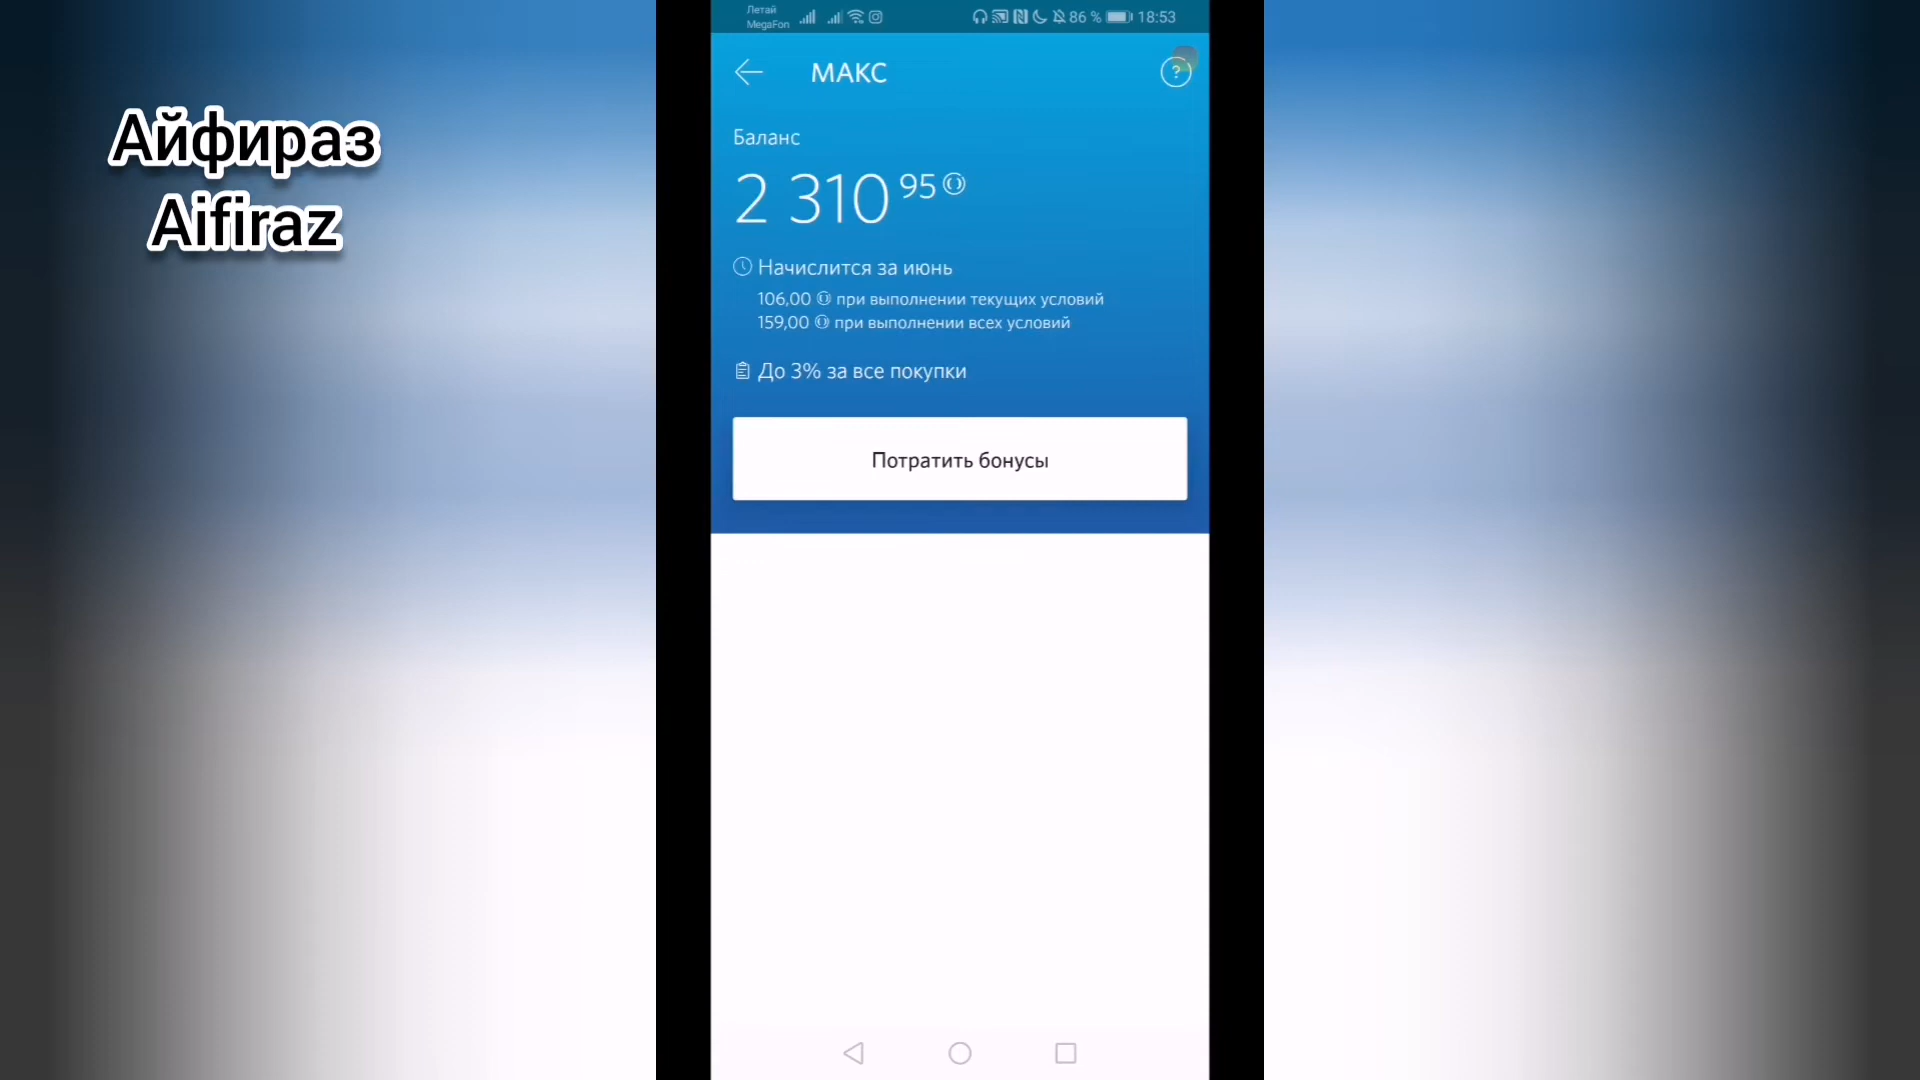 Айфираз
Aifiraz
Летай
MegaFon
86 %
18:53
МАКС
?
Баланс
2 310 95
Начислится за июнь
106,00 при выполнении текущих условий
159,00 при выполнении всех условий
До 3% за все покупки
Потратить бонусы